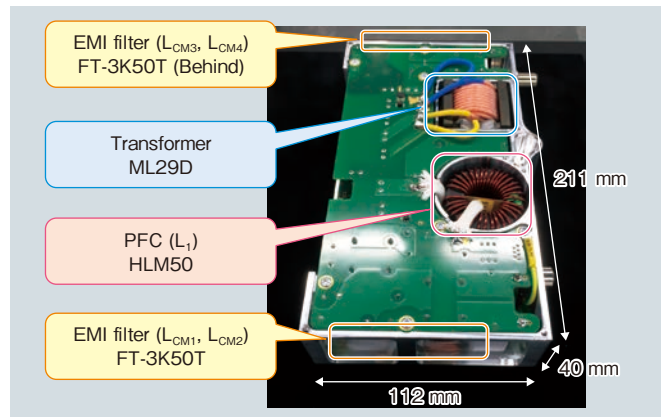 EMI filter (LCM3, LCM4)
FT-3K50T (Behind)
Transformer
ML29D
PFC (L1)
HLM50
EMI filter (LCM1, LCM2)
FT-3K50T
211 mm
40 mm
112 mm